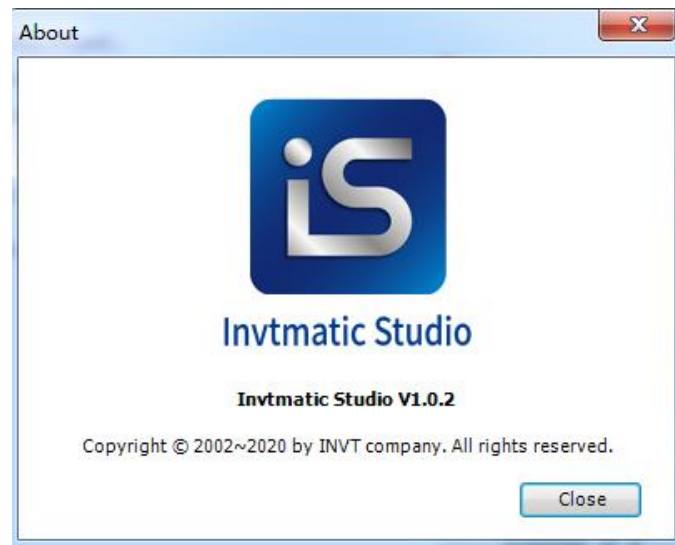 About
iS
Invtmatic Studio
Invtmatic Studio V1.0.2
Copyright © 2002~2020 by INVT company. All rights reserved.
Close